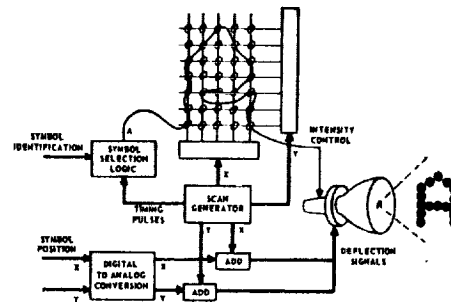 A
SYMBOL
IDENTIFICATION
SYMBOL
SELECTION
LOGIC
INTENSITY
CONTROL
X
Y
TIMING
PULSES
SCAN
GENERATOR
A
Y
X
SYMBOL
POSITION
X
Y
DIGITAL
TO ANALOG
CONVERSION
X
Y
ADD
ADD
DEFLECTION
SIGNALS